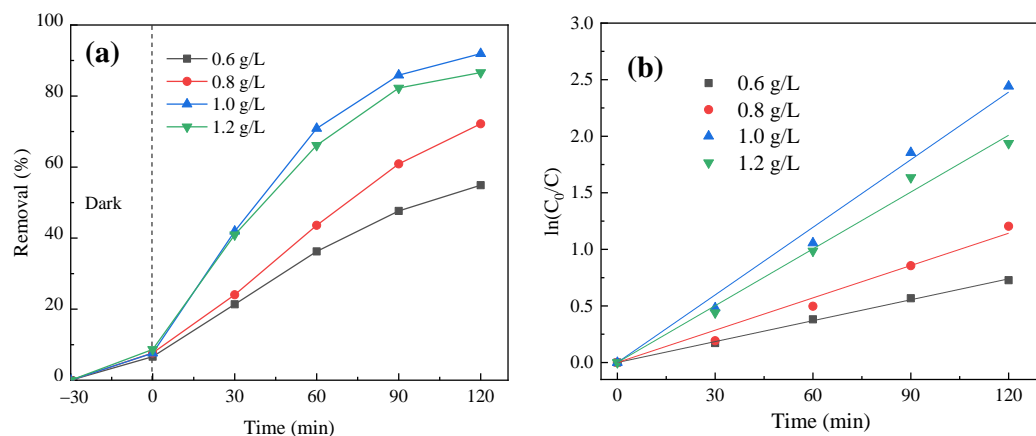 (a)
0.6 g/L
0.8 g/L
1.0 g/L
1.2 g/L
Dark
Removal (%)
100
80
60
40
20
0
−30 0 30 60 90 120
Time (min)
(b)
0.6 g/L
0.8 g/L
1.0 g/L
1.2 g/L
ln(C₀/C)
3.0
2.5
2.0
1.5
1.0
0.5
0.0
0 30 60 90 120
Time (min)